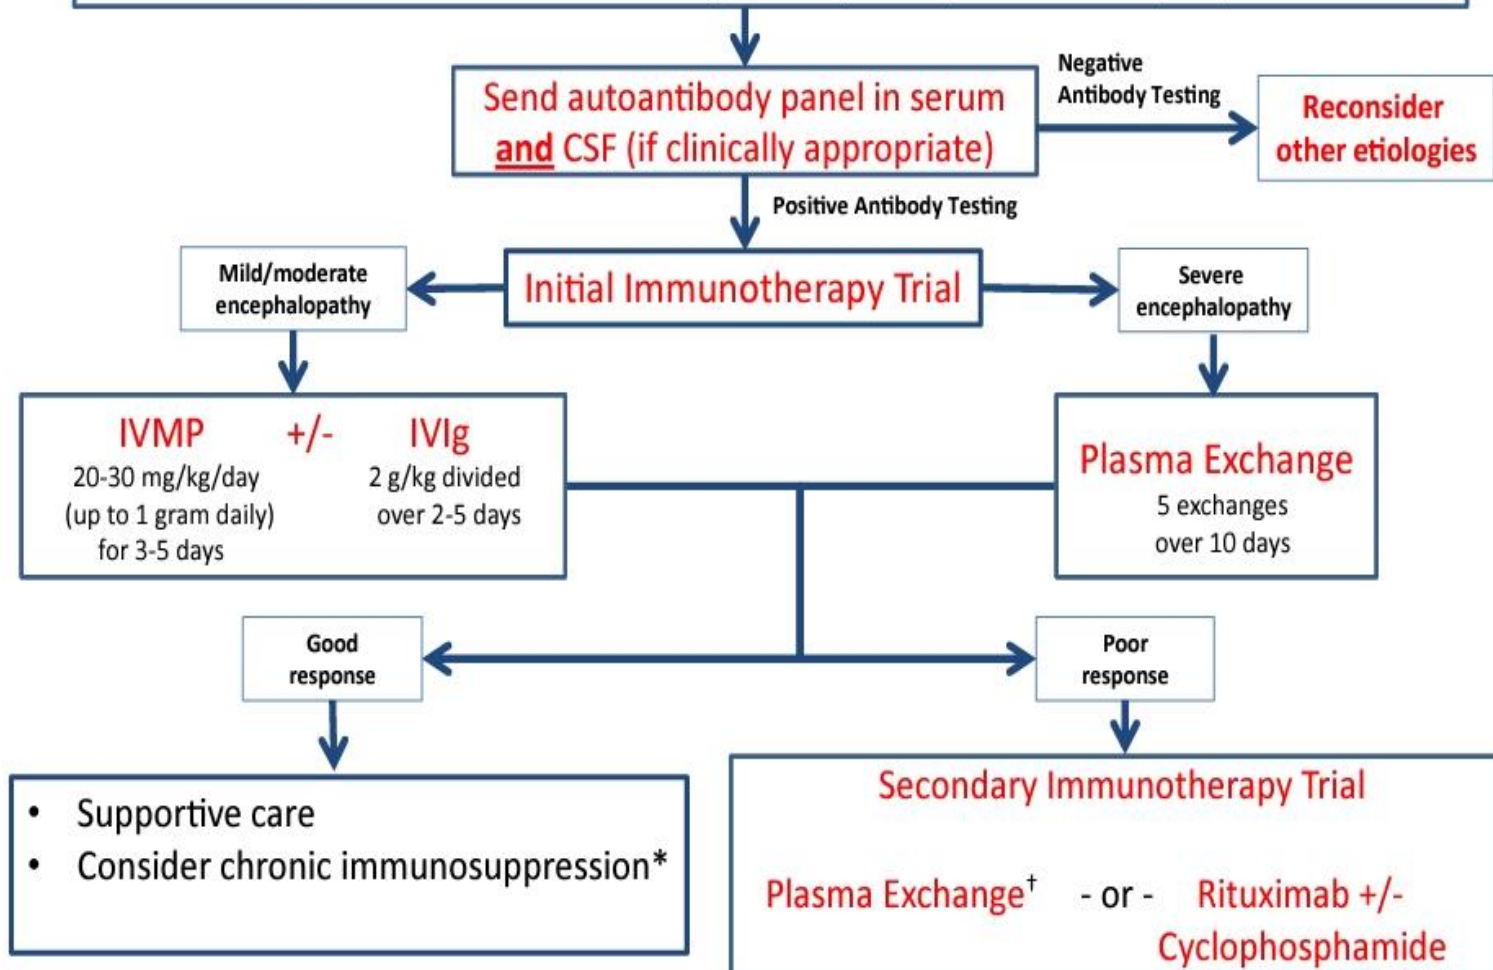 Negative
Antibody Testing
Send autoantibody panel in serum
and CSF (if clinically appropriate)
Reconsider
other etiologies
Positive Antibody Testing
Mild/moderate
encephalopathy
Initial Immunotherapy Trial
Severe
encephalopathy
IVMP +/- IVIg
20-30 mg/kg/day
(up to 1 gram daily)
for 3-5 days
2 g/kg divided
over 2-5 days
Plasma Exchange
5 exchanges
over 10 days
Good
response
Poor
response
• Supportive care
• Consider chronic immunosuppression*
Secondary Immunotherapy Trial
Plasma Exchange† - or - Rituximab +/-
Cyclophosphamide